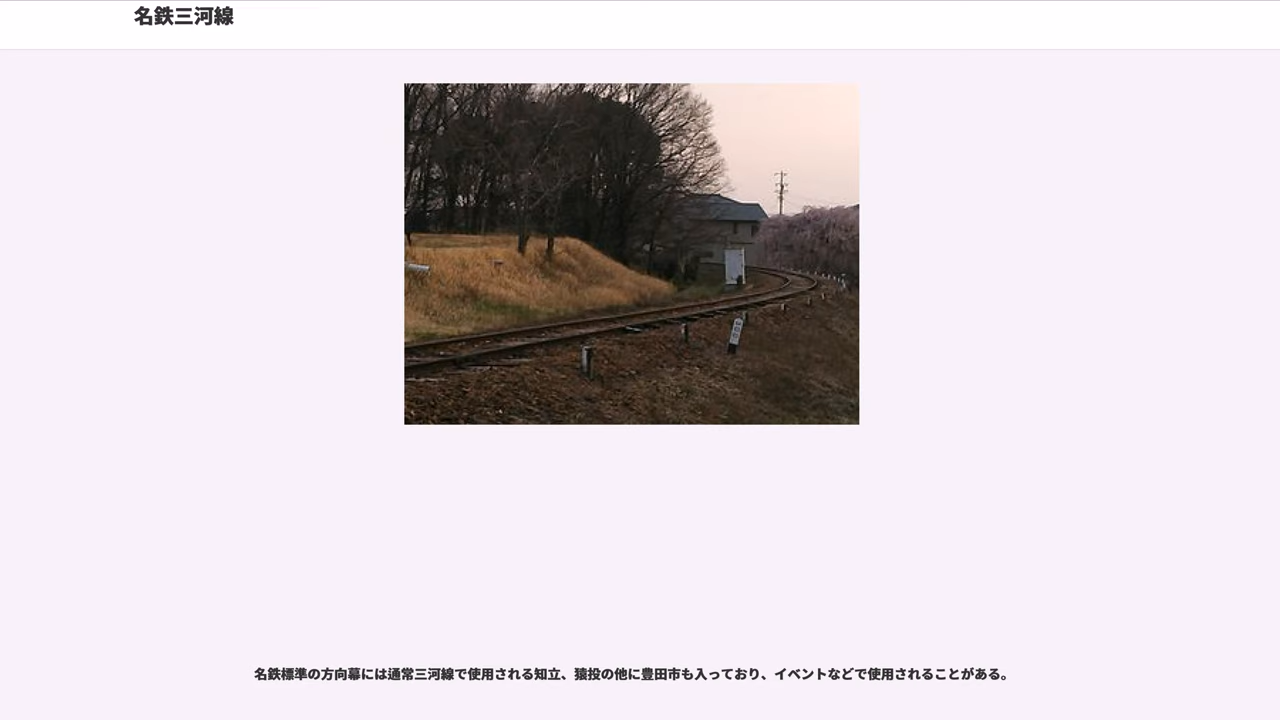 名鉄三河線
名鉄標準の方向幕には通常三河線で使用される知立、猿投の他に豊田市も入っており、イベントなどで使用されることがある。